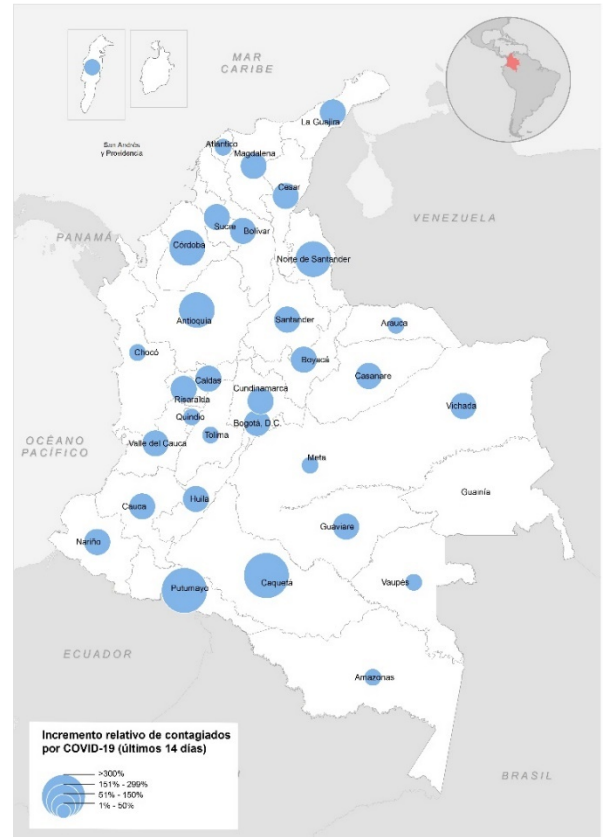 MAR
CARIBE
La Guajira
San Andrés
y Providencia
Atlántico
Magdalena
Cesar
VENEZUELA
PANAMÁ
Sucre
Bolívar
Córdoba
Norte de Santander
Antioquia
Santander
Arauca
Chocó
Boyacá
Caldas
Casanare
Risaralda
Cundinamarca
Vichada
Quindío
Bogotá, D.C.
Tolima
OCÉANO
PACÍFICO
Valle del Cauca
Meta
Guainía
Huila
Cauca
Guaviare
Nariño
Caqueta
Vaupés
Putumayo
ECUADOR
Amazonas
Incremento relativo de contagiados
por COVID-19 (últimos 14 días)
>300%
151% - 299%
51% - 150%
1% - 50%
BRASIL